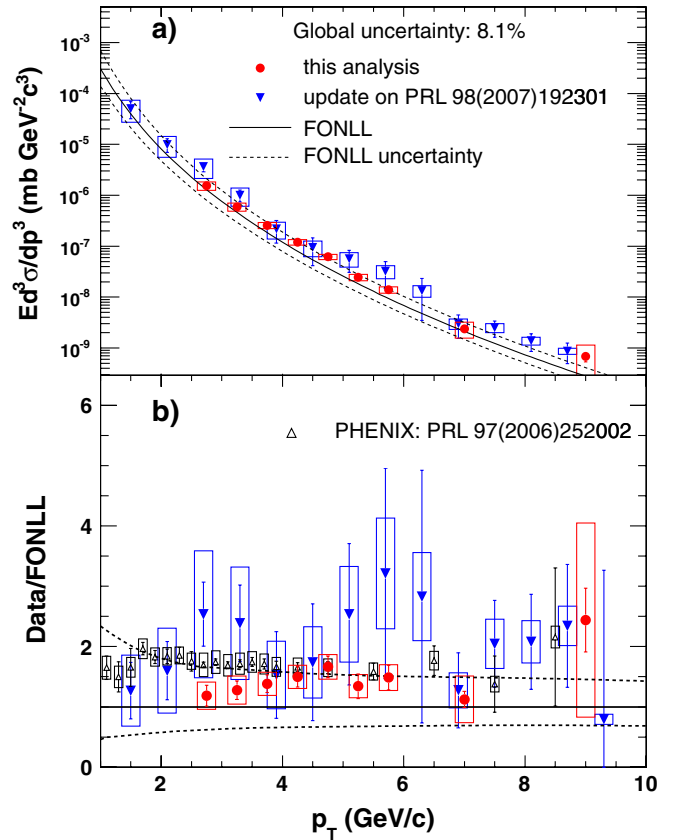 a)
Global uncertainty: 8.1%
this analysis
update on PRL 98(2007)192301
FONLL
FONLL uncertainty
Ed³σ/dp³ (mb GeV⁻²c³)
10⁻³
10⁻⁴
10⁻⁵
10⁻⁶
10⁻⁷
10⁻⁸
10⁻⁹
b)
PHENIX: PRL 97(2006)252002
Data/FONLL
6
4
2
0
2 4 6 8 10
p_T (GeV/c)